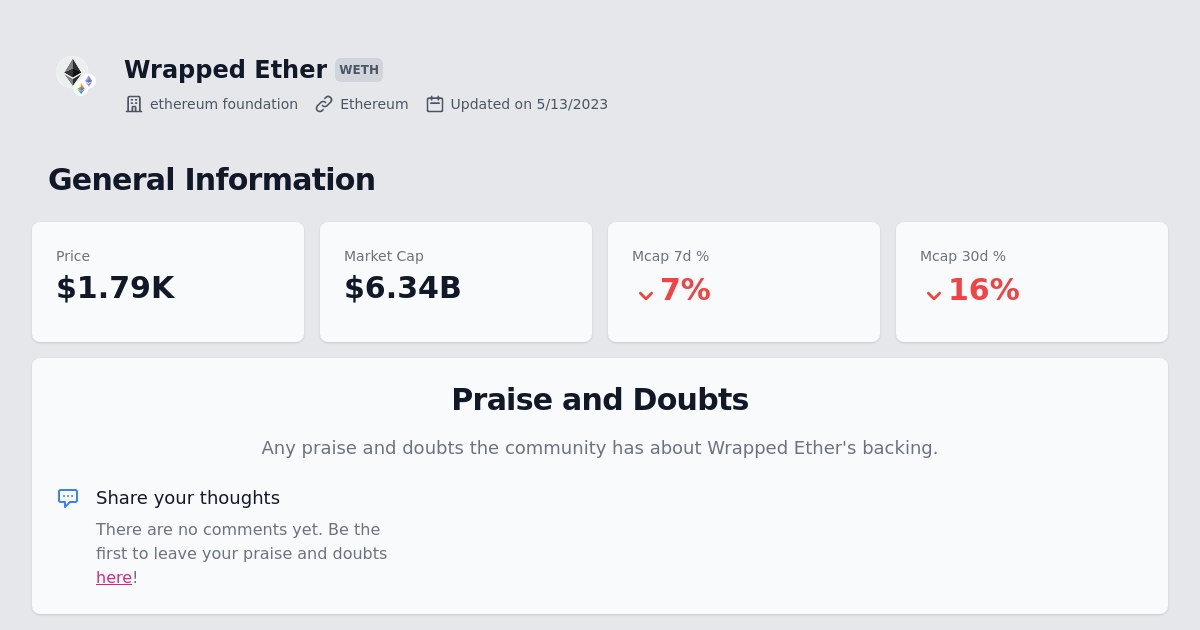 Wrapped Ether WETH
ethereum foundation Ethereum Updated on 5/13/2023
General Information
Price
$1.79K
Market Cap
$6.34B
Mcap 7d %
7%
Mcap 30d %
16%
Praise and Doubts
Any praise and doubts the community has about Wrapped Ether's backing.
Share your thoughts
There are no comments yet. Be the
first to leave your praise and doubts
here!